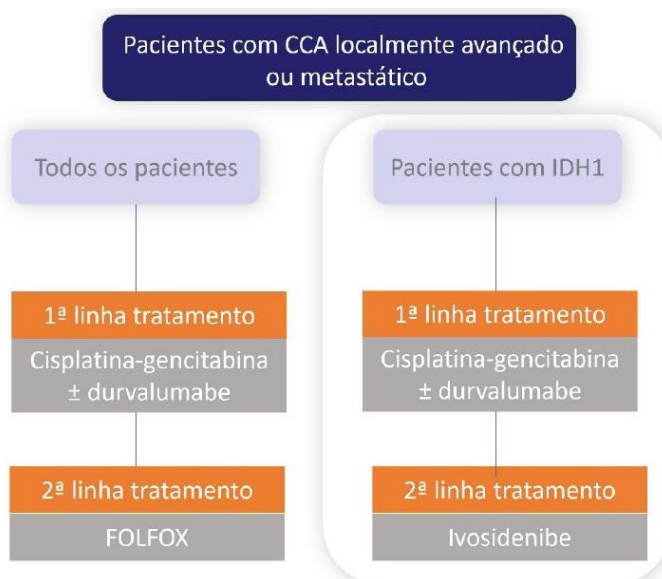 Pacientes com CCA localmente avançado
ou metastático
Todos os pacientes
1ª linha tratamento
Cisplatina-gencitabina
± durvalumabe
2ª linha tratamento
FOLFOX
Pacientes com IDH1
1ª linha tratamento
Cisplatina-gencitabina
± durvalumabe
2ª linha tratamento
Ivosidenibe